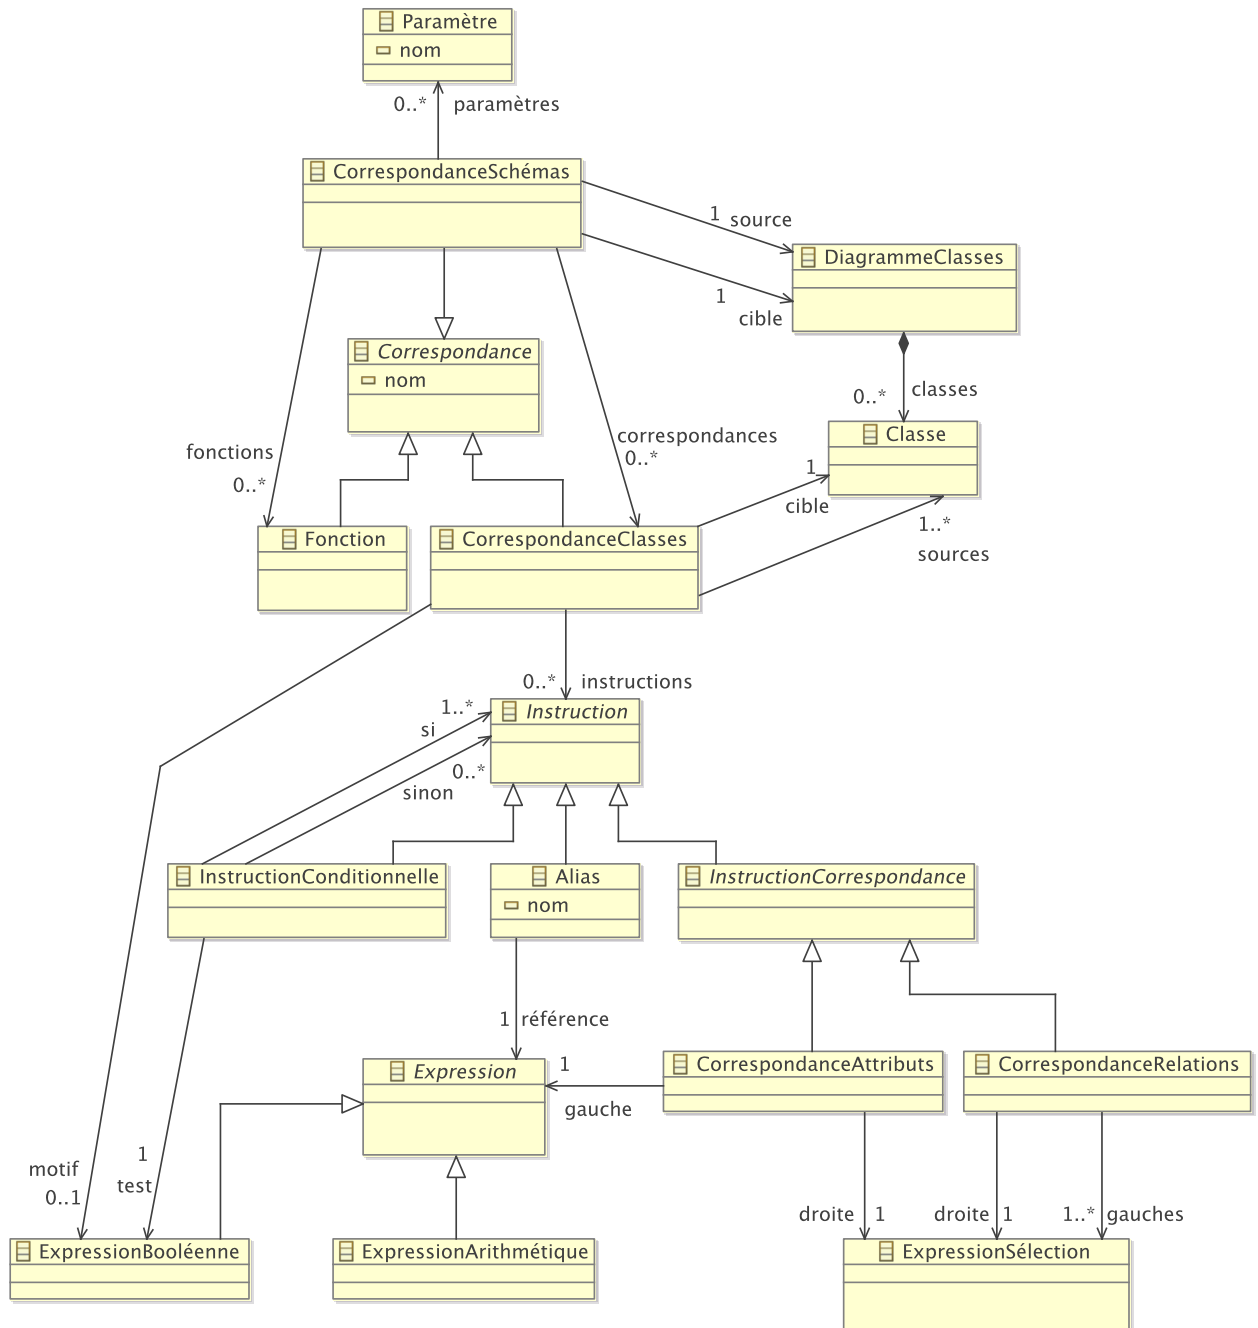 Paramètre
nom
0..* paramètres
CorrespondanceSchémas
1 source
DiagrammeClasses
1
cible
Correspondance
nom
0..* classes
Classe
fonctions
0..*
correspondances
0..*
1
cible
1..*
sources
Fonction
CorrespondanceClasses
0..* instructions
1..*
si
Instruction
0..*
sinon
InstructionConditionnelle
Alias
nom
InstructionCorrespondance
1 référence
Expression
1
gauche
CorrespondanceAttributs
CorrespondanceRelations
motif
0..1
1
test
droite 1
droite 1
1..* gauches
ExpressionBooléenne
ExpressionArithmétique
ExpressionSélection